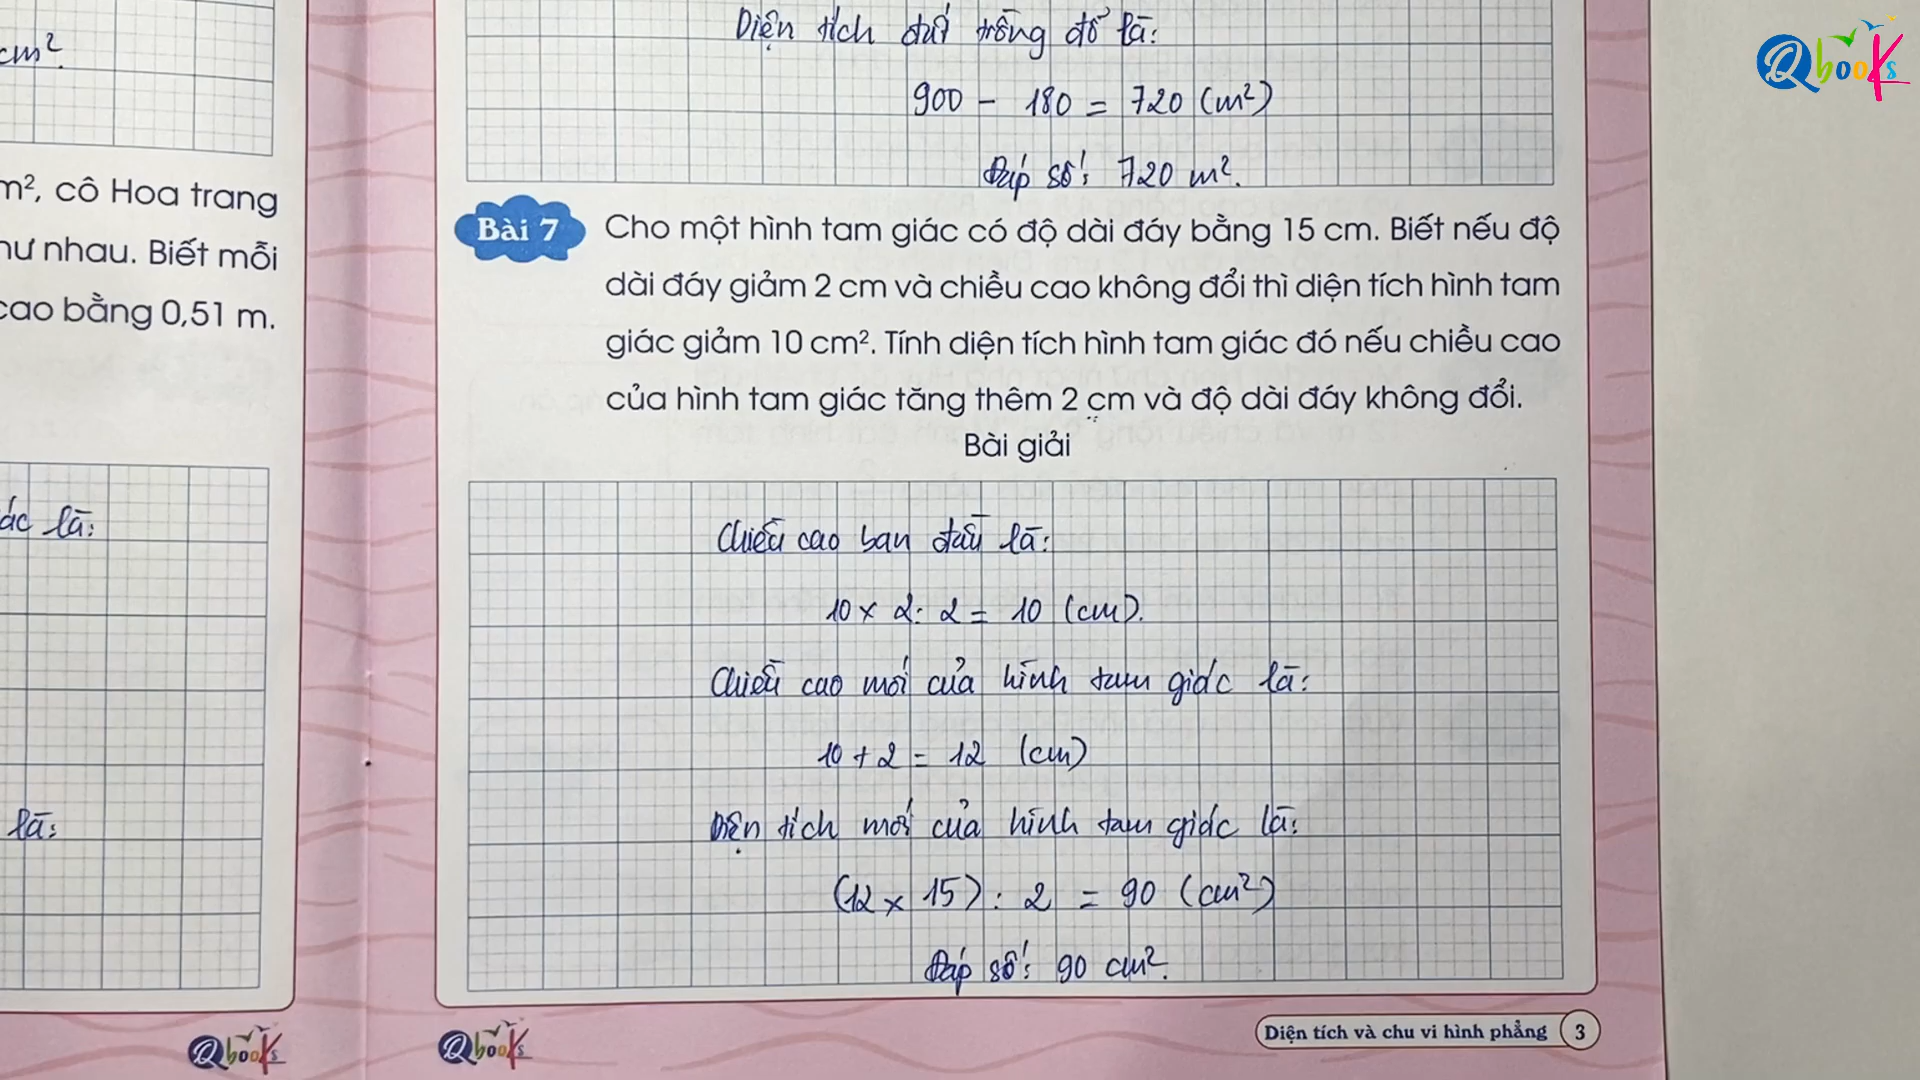 cm².
m², cô Hoa trang
hư nhau. Biết mỗi
cao bằng 0,51 m.
ác là:
là:
Qbooks
Diện tích đất trồng đỗ là:
900 - 180 = 720 (m²)
Đáp số: 720 m².
Bài 7 Cho một hình tam giác có độ dài đáy bằng 15 cm. Biết nếu độ
dài đáy giảm 2 cm và chiều cao không đổi thì diện tích hình tam
giác giảm 10 cm². Tính diện tích hình tam giác đó nếu chiều cao
của hình tam giác tăng thêm 2 cm và độ dài đáy không đổi.
Bài giải
Chiều cao ban đầu là:
10 x 2 : 2 = 10 (cm).
Chiều cao mới của hình tam giác là:
10 + 2 = 12 (cm)
Diện tích mới của hình tam giác là:
(12 x 15) : 2 = 90 (cm²)
Đáp số: 90 cm².
Qbooks
Diện tích và chu vi hình phẳng 3
Qbooks